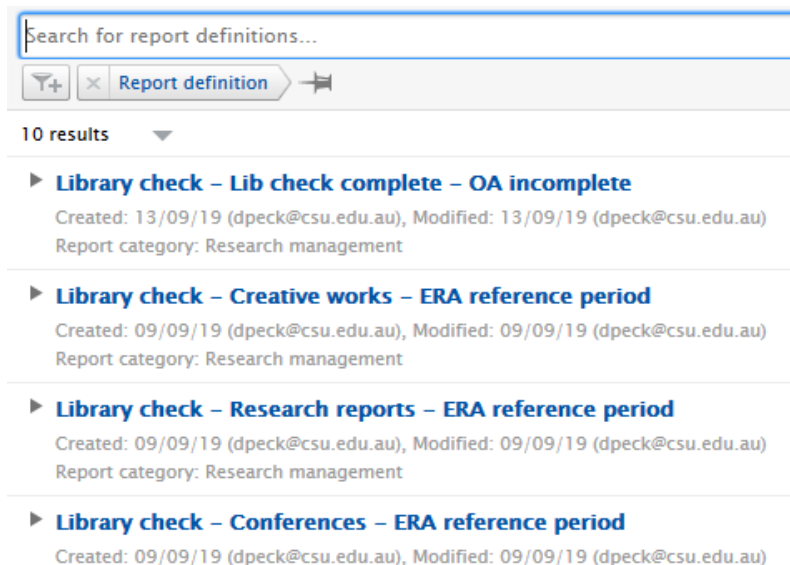 Search for report definitions...
Report definition
10 results
Library check – Lib check complete – OA incomplete
Created: 13/09/19 (dpeck@csu.edu.au), Modified: 13/09/19 (dpeck@csu.edu.au)
Report category: Research management
Library check – Creative works – ERA reference period
Created: 09/09/19 (dpeck@csu.edu.au), Modified: 09/09/19 (dpeck@csu.edu.au)
Report category: Research management
Library check – Research reports – ERA reference period
Created: 09/09/19 (dpeck@csu.edu.au), Modified: 09/09/19 (dpeck@csu.edu.au)
Report category: Research management
Library check – Conferences – ERA reference period
Created: 09/09/19 (dpeck@csu.edu.au), Modified: 09/09/19 (dpeck@csu.edu.au)